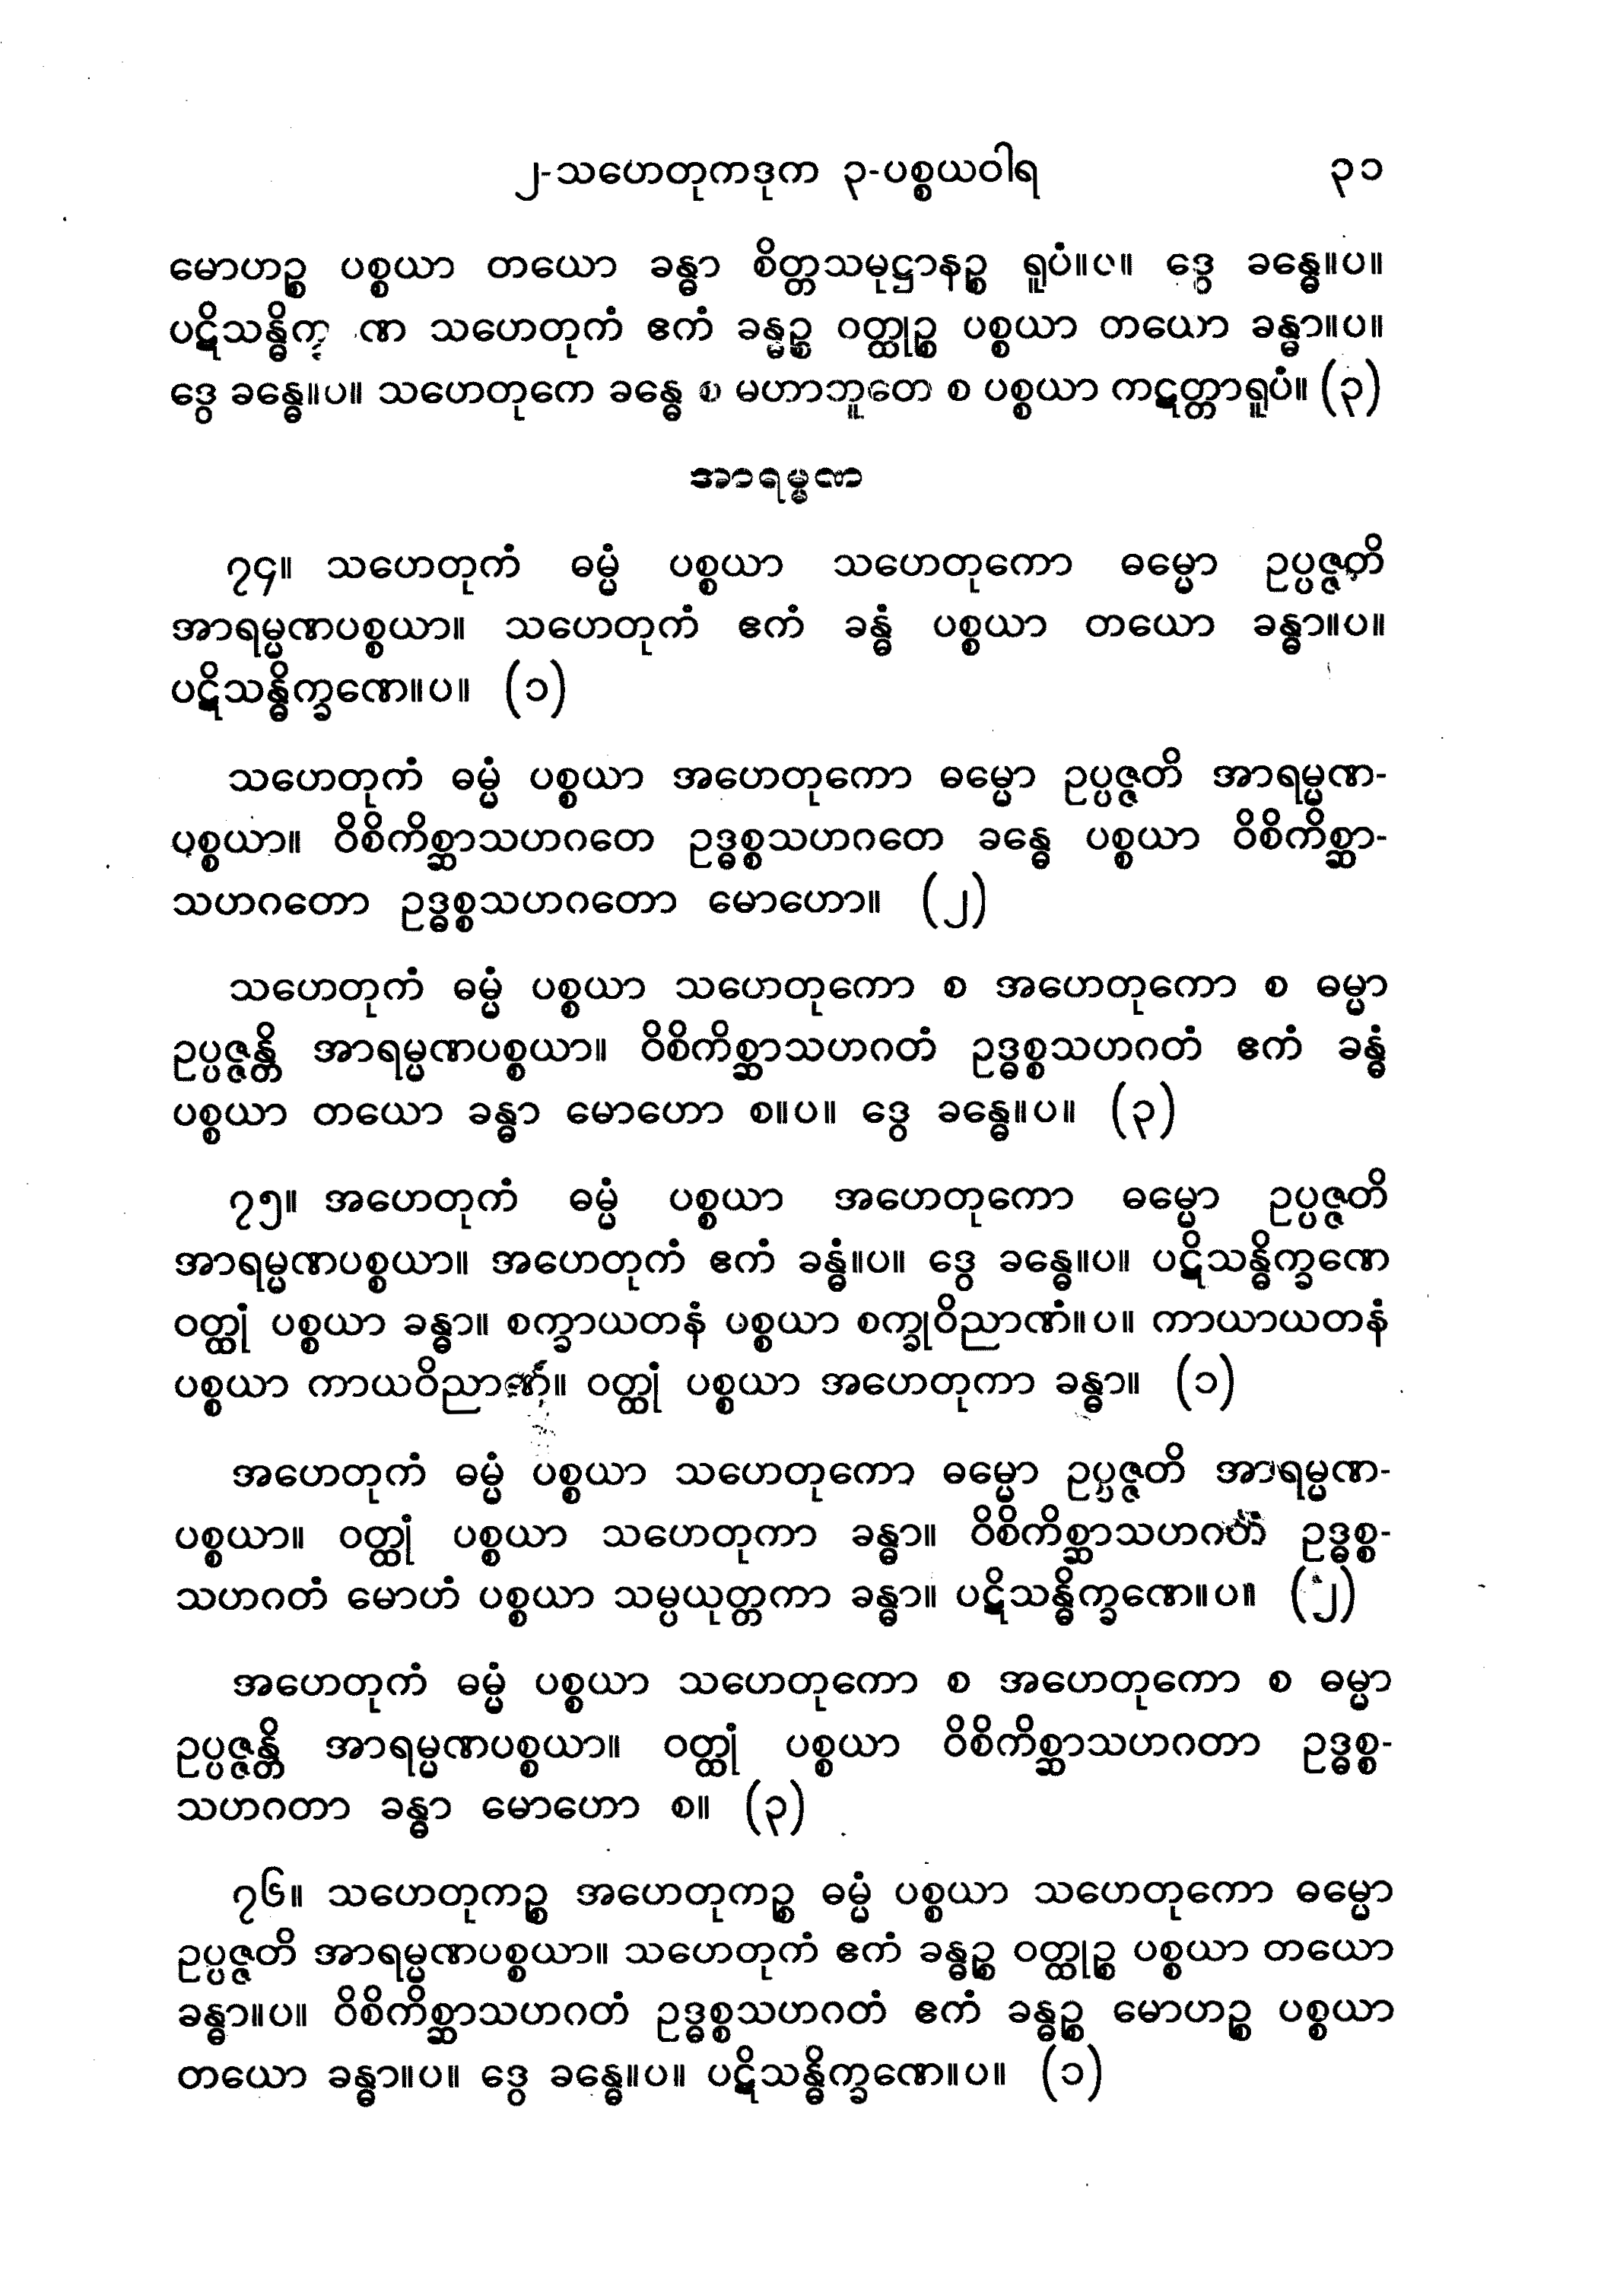 ၂-သဟေတုကဒုက ၃-ပစ္စယဝါရ ၃၁
မောဟဉ္စ ပစ္စယာ တယော ခန္ဓာ စိတ္တသမုဋ္ဌာနဉ္စ ရူပံ။ပ။ ဒွေ ခန္ဓေ။ပ။
သဟေတုကံ ဧကံ ခန္ဓဉ္စ ဝတ္ထုဉ္စ ပစ္စယာ တယော ခန္ဓာ။ပ။
ဒွေ ခန္ဓေ။ပ။ သဟေတုကေ ခန္ဓေ စ မဟာဘူတေ စ ပစ္စယာ ကဋတ္တာရူပံ။ (၃)
အာရမ္မဏ
၇၄။ သဟေတုကံ ဓမ္မံ ပစ္စယာ သဟေတုကော ဓမ္မော ဥပ္ပဇ္ဇတိ
အာရမ္မဏပစ္စယာ။ သဟေတုကံ ဧကံ ခန္ဓံ ပစ္စယာ တယော ခန္ဓာ။ပ။
ပဋိသန္ဓိက္ခဏေ။ပ။ (၁)
သဟေတုကံ ဓမ္မံ ပစ္စယာ အဟေတုကော ဓမ္မော ဥပ္ပဇ္ဇတိ အာရမ္မဏ-
ပစ္စယာ။ ဝိစိကိစ္ဆာသဟဂတေ ဥဒ္ဓစ္စသဟဂတေ ခန္ဓေ ပစ္စယာ ဝိစိကိစ္ဆာ-
သဟဂတော ဥဒ္ဓစ္စသဟဂတော မောဟော။ (၂)
သဟေတုကံ ဓမ္မံ ပစ္စယာ သဟေတုကော စ အဟေတုကော စ ဓမ္မာ
ဥပ္ပဇ္ဇန္တိ အာရမ္မဏပစ္စယာ။ ဝိစိကိစ္ဆာသဟဂတံ ဥဒ္ဓစ္စသဟဂတံ ဧကံ ခန္ဓံ
ပစ္စယာ တယော ခန္ဓာ မောဟော စ။ပ။ ဒွေ ခန္ဓေ။ပ။ (၃)
၇၅။ အဟေတုကံ ဓမ္မံ ပစ္စယာ အဟေတုကော ဓမ္မော ဥပ္ပဇ္ဇတိ
အာရမ္မဏပစ္စယာ။ အဟေတုကံ ဧကံ ခန္ဓံ။ပ။ ဒွေ ခန္ဓေ။ပ။ ပဋိသန္ဓိက္ခဏေ
ဝတ္ထုံ ပစ္စယာ ခန္ဓာ။ စက္ခာယတနံ ပစ္စယာ စက္ခုဝိညာဏံ။ပ။ ကာယာယတနံ
ပစ္စယာ ကာယဝိညာဏံ။ ဝတ္ထုံ ပစ္စယာ အဟေတုကာ ခန္ဓာ။ (၁)
အဟေတုကံ ဓမ္မံ ပစ္စယာ သဟေတုကော ဓမ္မော ဥပ္ပဇ္ဇတိ အာရမ္မဏ-
ပစ္စယာ။ ဝတ္ထုံ ပစ္စယာ သဟေတုကာ ခန္ဓာ။ ဝိစိကိစ္ဆာသဟဂတံ ဥဒ္ဓစ္စ-
သဟဂတံ မောဟံ ပစ္စယာ သမ္ပယုတ္တကာ ခန္ဓာ။ ပဋိသန္ဓိက္ခဏေ။ပ။ (၂)
အဟေတုကံ ဓမ္မံ ပစ္စယာ သဟေတုကော စ အဟေတုကော စ ဓမ္မာ
ဥပ္ပဇ္ဇန္တိ အာရမ္မဏပစ္စယာ။ ဝတ္ထုံ ပစ္စယာ ဝိစိကိစ္ဆာသဟဂတာ ဥဒ္ဓစ္စ-
သဟဂတာ ခန္ဓာ မောဟော စ။ (၃)
၇၆။ သဟေတုကဉ္စ အဟေတုကဉ္စ ဓမ္မံ ပစ္စယာ သဟေတုကော ဓမ္မော
ဥပ္ပဇ္ဇတိ အာရမ္မဏပစ္စယာ။ သဟေတုကံ ဧကံ ခန္ဓဉ္စ ဝတ္ထုဉ္စ ပစ္စယာ တယော
ခန္ဓာ။ပ။ ဝိစိကိစ္ဆာသဟဂတံ ဥဒ္ဓစ္စသဟဂတံ ဧကံ ခန္ဓဉ္စ မောဟဉ္စ ပစ္စယာ
တယော ခန္ဓာ။ပ။ ဒွေ ခန္ဓေ။ပ။ ပဋိသန္ဓိက္ခဏေ။ပ။ (၁)